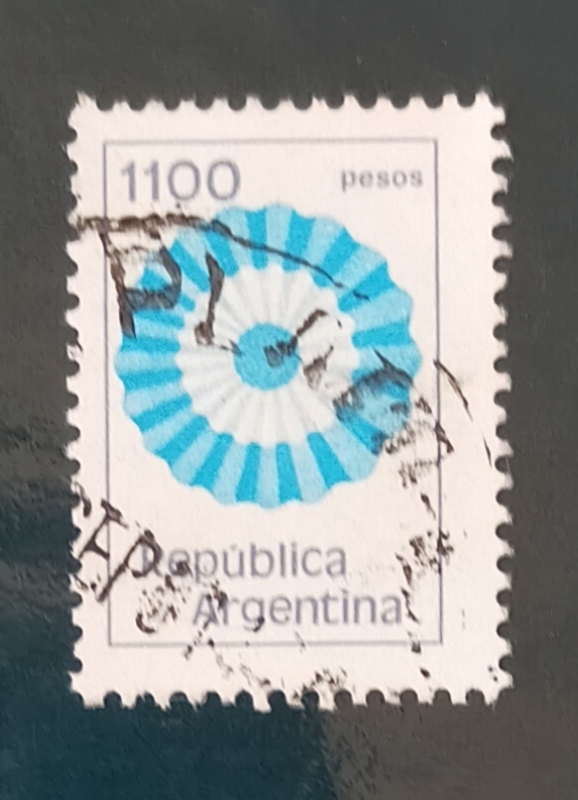 1100 pesos
República
Argentina